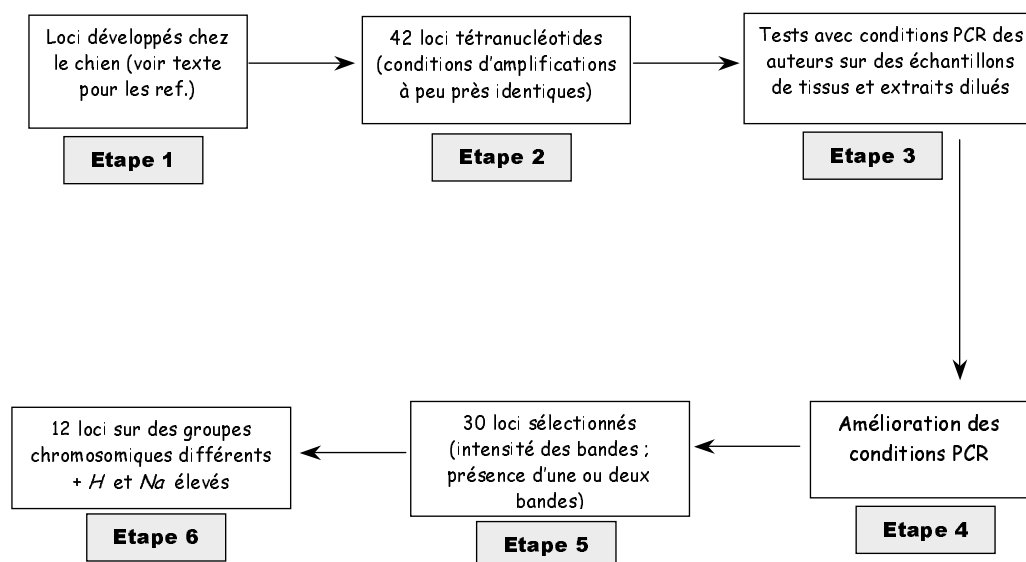 Loci développés chez
le chien (voir texte
pour les ref.)
Etape 1
42 loci tétranucléotides
(conditions d'amplifications
à peu près identiques)
Etape 2
Tests avec conditions PCR des
auteurs sur des échantillons
de tissus et extraits dilués
Etape 3
Amélioration des
conditions PCR
Etape 4
30 loci sélectionnés
(intensité des bandes ;
présence d'une ou deux
bandes)
Etape 5
12 loci sur des groupes
chromosomiques différents
+ H et Na élevés
Etape 6